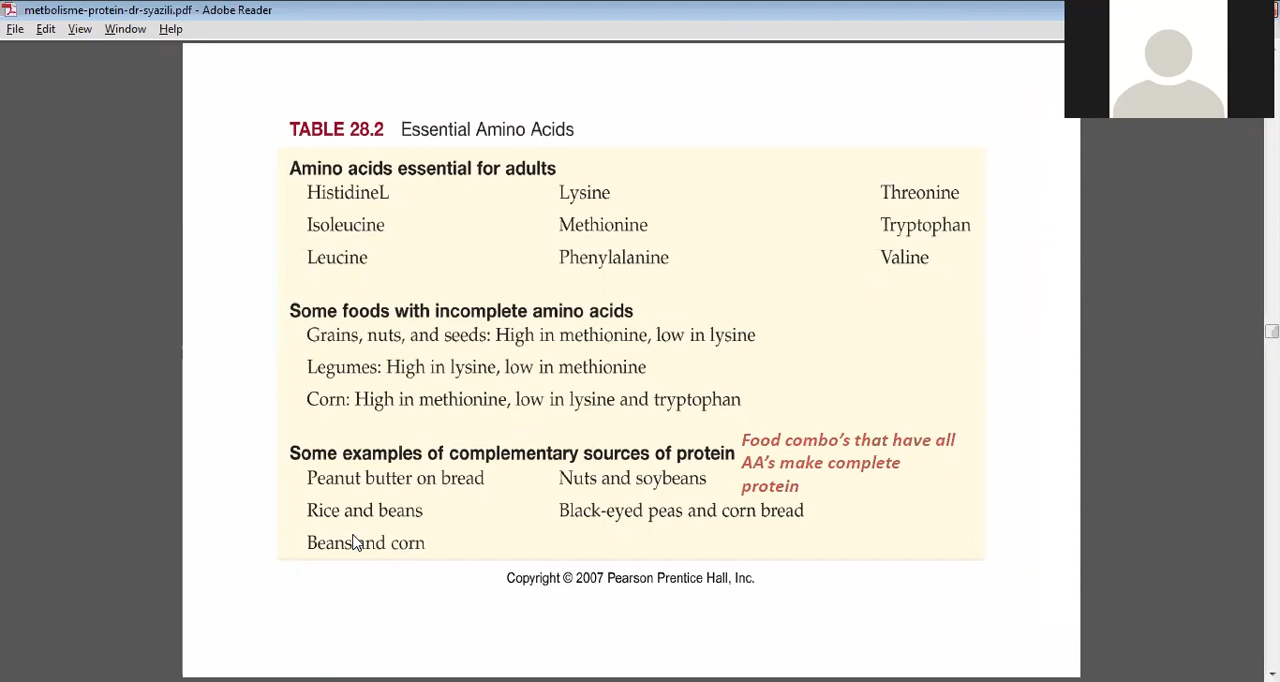 metbolisme-protein-dr-syazili.pdf - Adobe Reader
File Edit View Window Help
TABLE 28.2 Essential Amino Acids
Amino acids essential for adults
HistidineL Lysine Threonine
Isoleucine Methionine Tryptophan
Leucine Phenylalanine Valine
Some foods with incomplete amino acids
Grains, nuts, and seeds: High in methionine, low in lysine
Legumes: High in lysine, low in methionine
Corn: High in methionine, low in lysine and tryptophan
Some examples of complementary sources of protein
Food combo's that have all
AA's make complete
protein
Peanut butter on bread Nuts and soybeans
Rice and beans Black-eyed peas and corn bread
Beans and corn
Copyright © 2007 Pearson Prentice Hall, Inc.